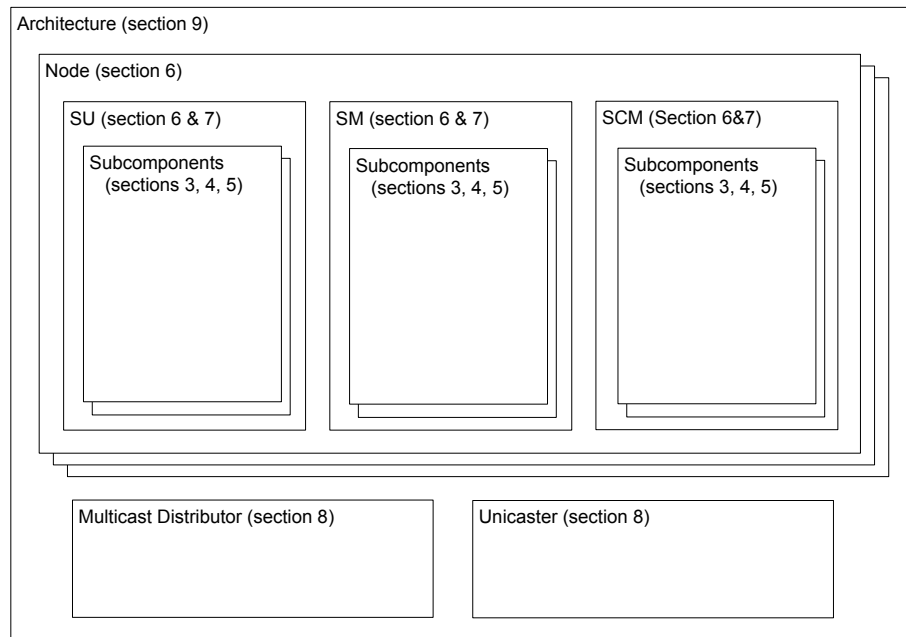 Architecture (section 9)
Node (section 6)
SU (section 6 & 7)
SM (section 6 & 7)
SCM (Section 6&7)
Subcomponents
(sections 3, 4, 5)
Subcomponents
(sections 3, 4, 5)
Subcomponents
(sections 3, 4, 5)
Multicast Distributor (section 8)
Unicaster (section 8)